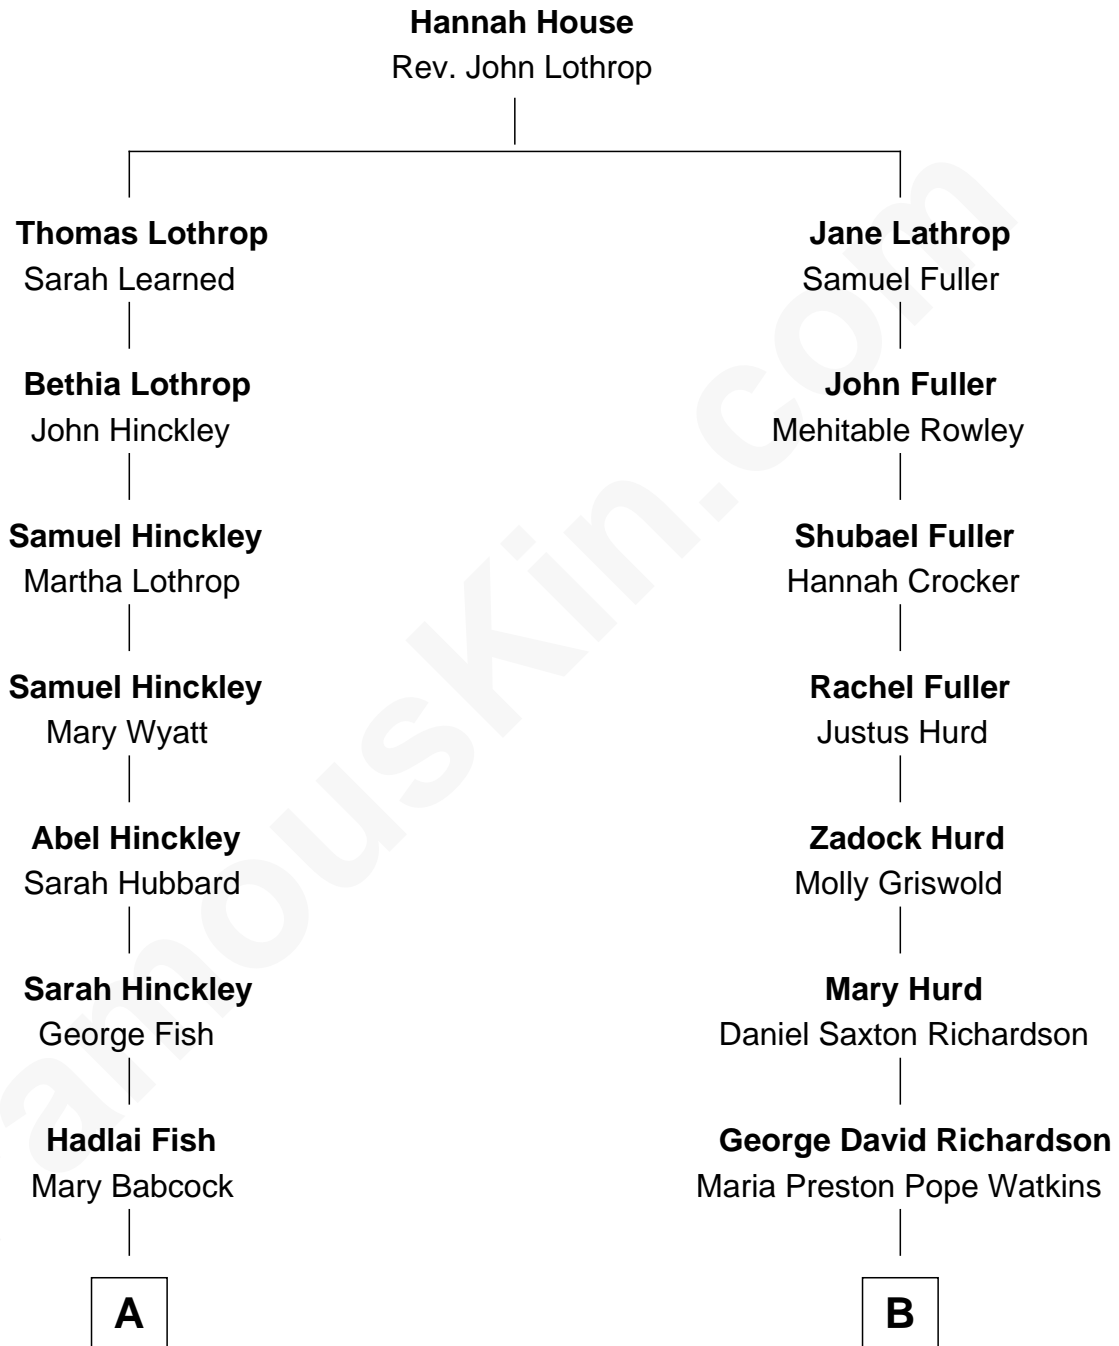 Hannah House
Rev. John Lothrop
Thomas Lothrop
Sarah Learned
Jane Lathrop
Samuel Fuller
Bethia Lothrop
John Hinckley
John Fuller
Mehitable Rowley
Samuel Hinckley
Martha Lothrop
Shubael Fuller
Hannah Crocker
Samuel Hinckley
Mary Wyatt
Rachel Fuller
Justus Hurd
Abel Hinckley
Sarah Hubbard
Zadock Hurd
Molly Griswold
Sarah Hinckley
George Fish
Mary Hurd
Daniel Saxton Richardson
Hadlai Fish
Mary Babcock
George David Richardson
Maria Preston Pope Watkins
A
B
amouskin.com